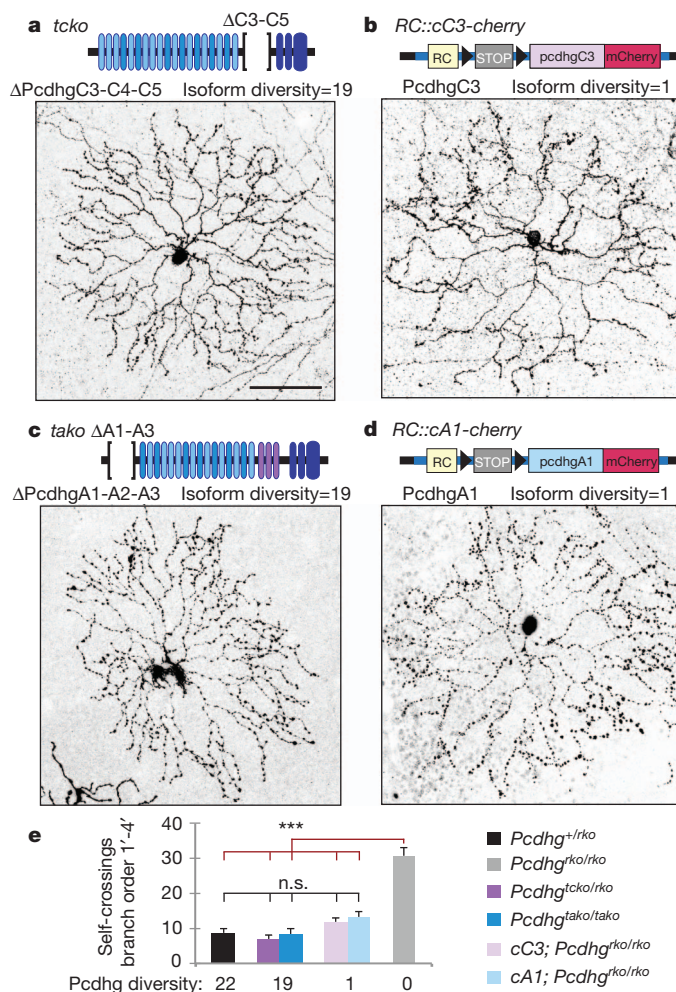 a tcko ΔC3-C5
ΔPcdhgC3-C4-C5 Isoform diversity=19
b RC::cC3-cherry
RC STOP pcdhgC3 mCherry
PcdhgC3 Isoform diversity=1
c tako ΔA1-A3
ΔPcdhgA1-A2-A3 Isoform diversity=19
d RC::cA1-cherry
RC STOP pcdhgA1 mCherry
PcdhgA1 Isoform diversity=1
e
Self-crossings
branch order 1′-4′
40
30
20
10
0
***
n.s.
Pcdhg diversity: 22 19 1 0
Pcdhg+/rko
Pcdhgrko/rko
Pcdhgtcko/rko
Pcdhgtako/tako
cC3; Pcdhgrko/rko
cA1; Pcdhgrko/rko